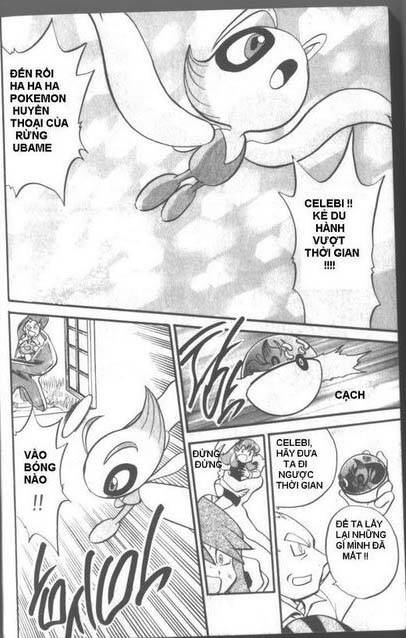 ĐẾN RỒI
HA HA HA
POKEMON
HUYỀN
THOẠI CỦA
RỪNG
UBAME
CELEBI !!
KẺ DU
HÀNH
VƯỢT
THỜI GIAN
!!!!
CẠCH
VÀO
BÓNG
NÀO
!!
ĐỪNG
ĐỪNG
CELEBI,
HÃY ĐƯA
TA ĐI
NGƯỢC
THỜI GIAN
ĐỂ TA LẤY
LẠI NHỮNG
GÌ MÌNH ĐÃ
MẤT !!